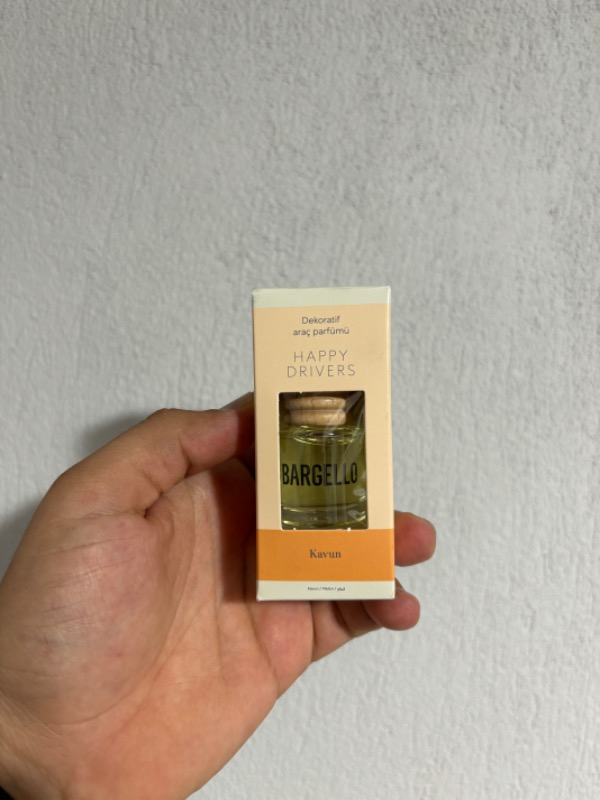 Dekoratif
araç parfümü
HAPPY
DRIVERS
BARGELLO
Kavun